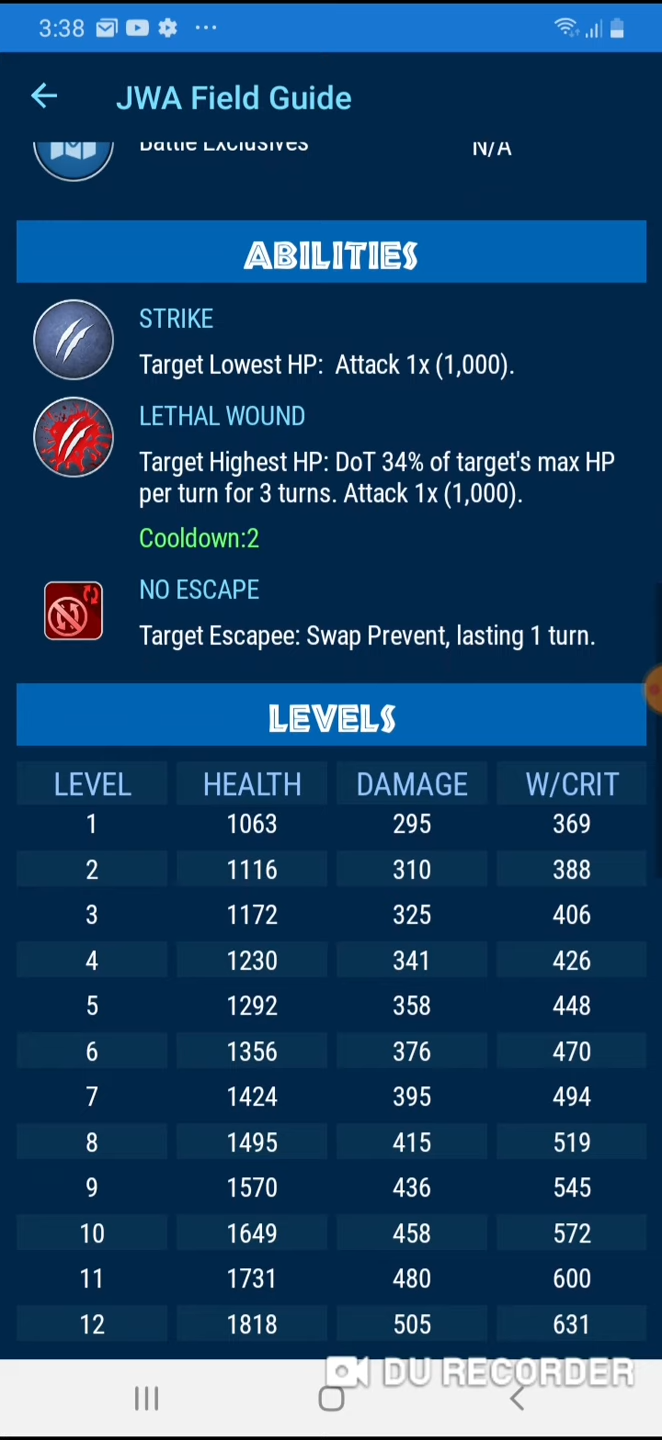 3:38
JWA Field Guide
Battle Exclusives N/A
ABILITIES
STRIKE
Target Lowest HP: Attack 1x (1,000).
LETHAL WOUND
Target Highest HP: DoT 34% of target's max HP
per turn for 3 turns. Attack 1x (1,000).
Cooldown:2
NO ESCAPE
Target Escapee: Swap Prevent, lasting 1 turn.
LEVELS
LEVEL HEALTH DAMAGE W/CRIT
1 1063 295 369
2 1116 310 388
3 1172 325 406
4 1230 341 426
5 1292 358 448
6 1356 376 470
7 1424 395 494
8 1495 415 519
9 1570 436 545
10 1649 458 572
11 1731 480 600
12 1818 505 631
DU RECORDER